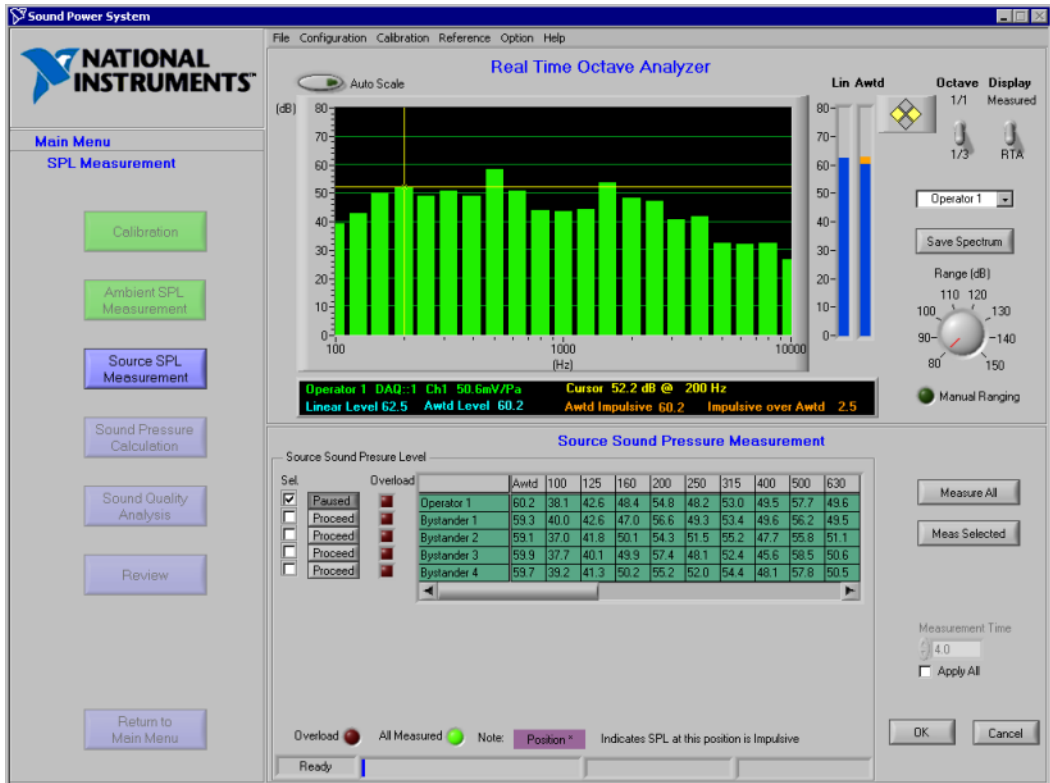 Sound Power System
File Configuration Calibration Reference Option Help
NATIONAL
INSTRUMENTS™
Main Menu
SPL Measurement
Calibration
Ambient SPL
Measurement
Source SPL
Measurement
Sound Pressure
Calculation
Sound Quality
Analysis
Review
Return to
Main Menu
Real Time Octave Analyzer
Auto Scale
(dB)
80
70
60
50
40
30
20
10
0
100 1000 10000
(Hz)
Lin Awtd
80
70
60
50
40
30
20
10
0
Octave Display
1/1 Measured
1/3 RTA
Operator 1
Save Spectrum
Range (dB)
110 120
100 130
90 140
80 150
Manual Ranging
Operator 1 DAQ::1 Ch1 50.6mV/Pa Cursor 52.2 dB @ 200 Hz
Linear Level 62.5 Awtd Level 60.2 Awtd Impulsive 60.2 Impulsive over Awtd 2.5
Source Sound Pressure Measurement
Source Sound Presure Level
Sel. Overload Awtd 100 125 160 200 250 315 400 500 630
Paused Operator 1 60.2 38.1 42.6 48.4 54.8 48.2 53.0 49.5 57.7 49.6
Proceed Bystander 1 59.3 40.0 42.6 47.0 56.6 49.3 53.4 49.6 56.2 49.5
Proceed Bystander 2 59.1 37.0 41.8 50.1 54.3 51.5 55.2 47.7 55.8 51.1
Proceed Bystander 3 59.9 37.7 40.1 49.9 57.4 48.1 52.4 45.6 58.5 50.6
Proceed Bystander 4 59.7 39.2 41.3 50.2 55.2 52.0 54.4 48.1 57.8 50.5
Measure All
Meas Selected
Measurement Time
4.0
Apply All
Overload All Measured Note: Position * Indicates SPL at this position is Impulsive
OK Cancel
Ready